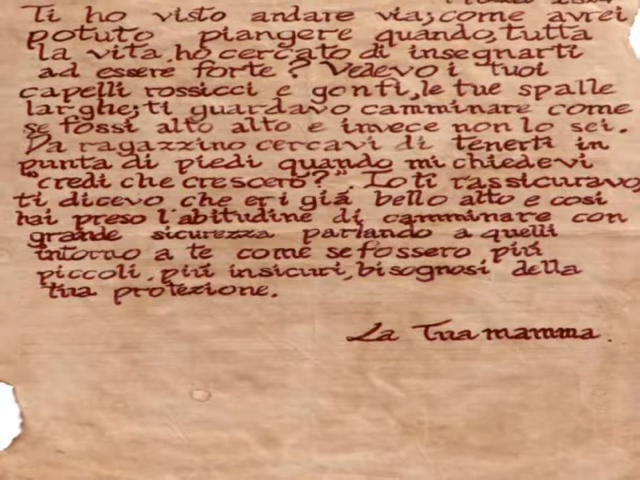 Ti ho visto andare via; come avrei
potuto piangere quando, tutta
la vita, ho cercato di insegnarti
ad essere forte? Vedevo i tuoi
capelli rossicci e gonfi, le tue spalle
larghe; ti guardavo camminare come
se fossi alto alto e invece non lo sei.
Da ragazzino cercavi di tenerti in
punta di piedi quando mi chiedevi
"credi che crescerò?" Io ti rassicuravo
ti dicevo che eri già bello alto e così
hai preso l'abitudine di camminare con
grande sicurezza parlando a quelli
intorno a te come se fossero più
piccoli, più insicuri, bisognosi della
tua protezione.
La Tua mamma.